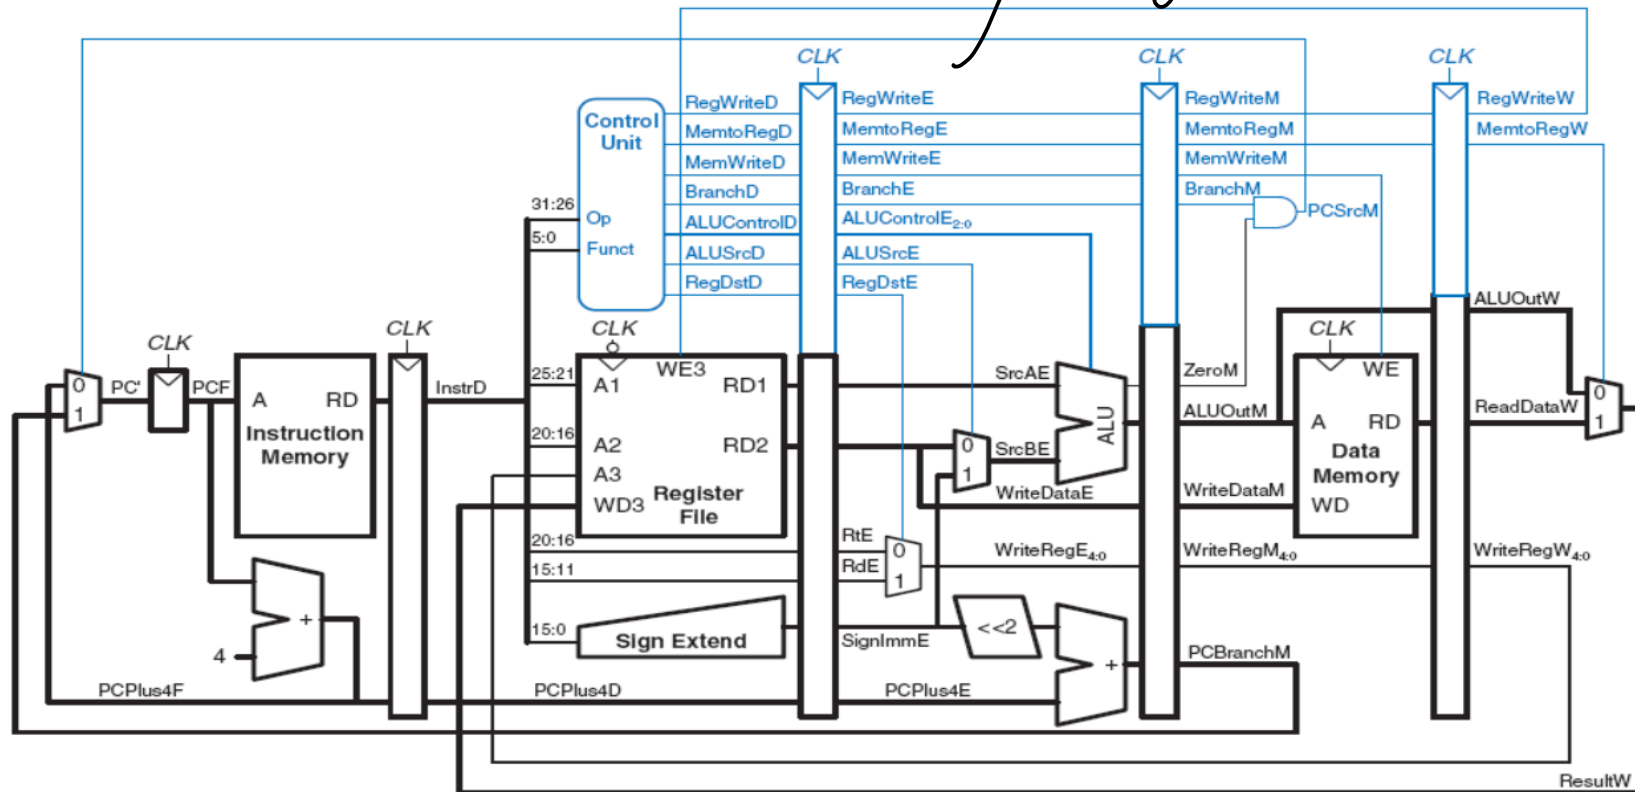 CLK CLK CLK
RegWriteD RegWriteE RegWriteM RegWriteW
Control Unit
MemtoRegD MemtoRegE MemtoRegM MemtoRegW
MemWriteD MemWriteE MemWriteM
BranchD BranchE BranchM
31:26 Op ALUControlD ALUControlE2:0 PCSrcM
5:0 Funct ALUSrcD ALUSrcE
RegDstD RegDstE
ALUOutW
CLK CLK CLK CLK
0 PC' PCF A RD InstrD 25:21 A1 WE3 RD1 SrcAE ZeroM WE 0
1 Instruction Memory ALU ALUOutM A RD ReadDataW 1
20:16 A2 RD2 0 SrcBE Data Memory
A3 1
WD3 Register File WriteDataE WriteDataM WD
20:16 RtE 0 WriteRegE4:0 WriteRegM4:0 WriteRegW4:0
15:11 RdE 1
+ 15:0 Sign Extend SignImmE <<2
4 + PCBranchM
PCPlus4F PCPlus4D PCPlus4E
ResultW